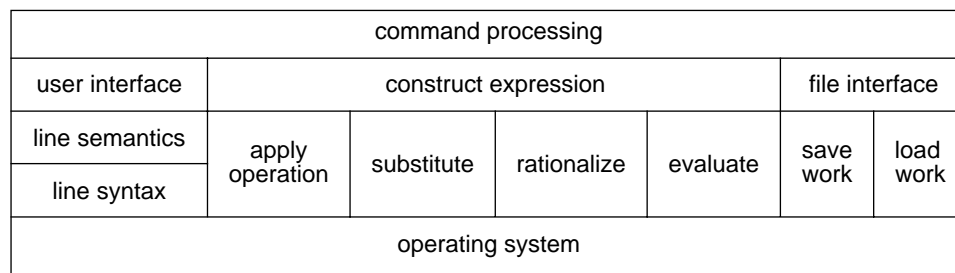 command processing
user interface
construct expression
file interface
line semantics
line syntax
apply
operation
substitute
rationalize
evaluate
save
work
load
work
operating system